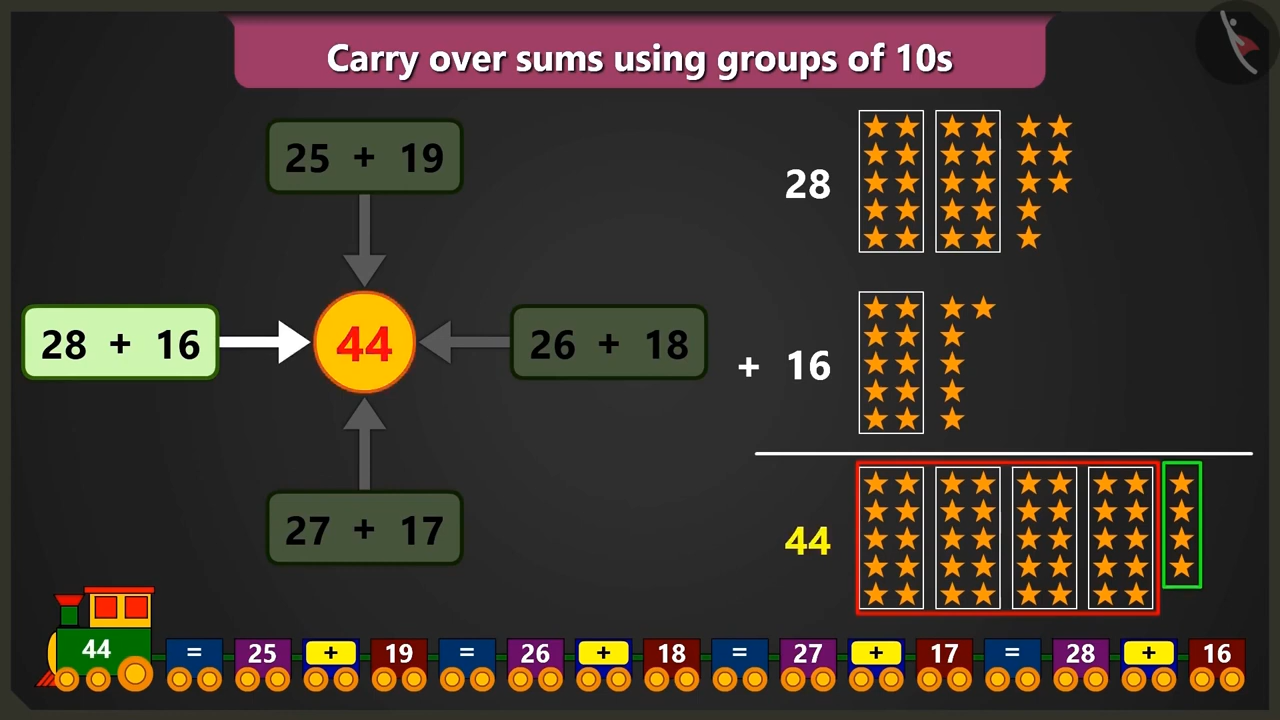 Carry over sums using groups of 10s
25 + 19
28 + 16
44
26 + 18
27 + 17
28
+ 16
44
44 = 25 + 19 = 26 + 18 = 27 + 17 = 28 + 16